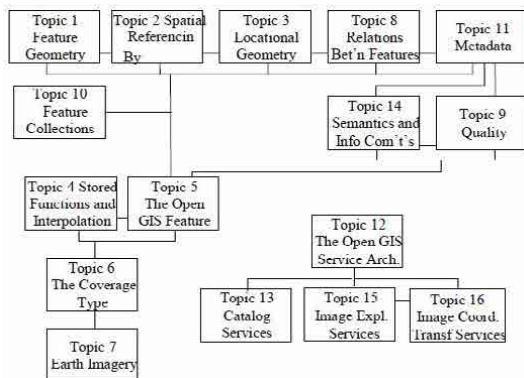 Topic 1
Feature
Geometry
Topic 2 Spatial
Referencin
By
Topic 3
Locational
Geometry
Topic 8
Relations
Bet'n Features
Topic 11
Metadata
Topic 10
Feature
Collections
Topic 14
Semantics and
Info Com't's
Topic 9
Quality
Topic 4 Stored
Functions and
Interpolation
Topic 5
The Open
GIS Feature
Topic 12
The Open GIS
Service Arch.
Topic 6
The Coverage
Type
Topic 13
Catalog
Services
Topic 15
Image Expl.
Services
Topic 16
Image Coord.
Transf Services
Topic 7
Earth Imagery